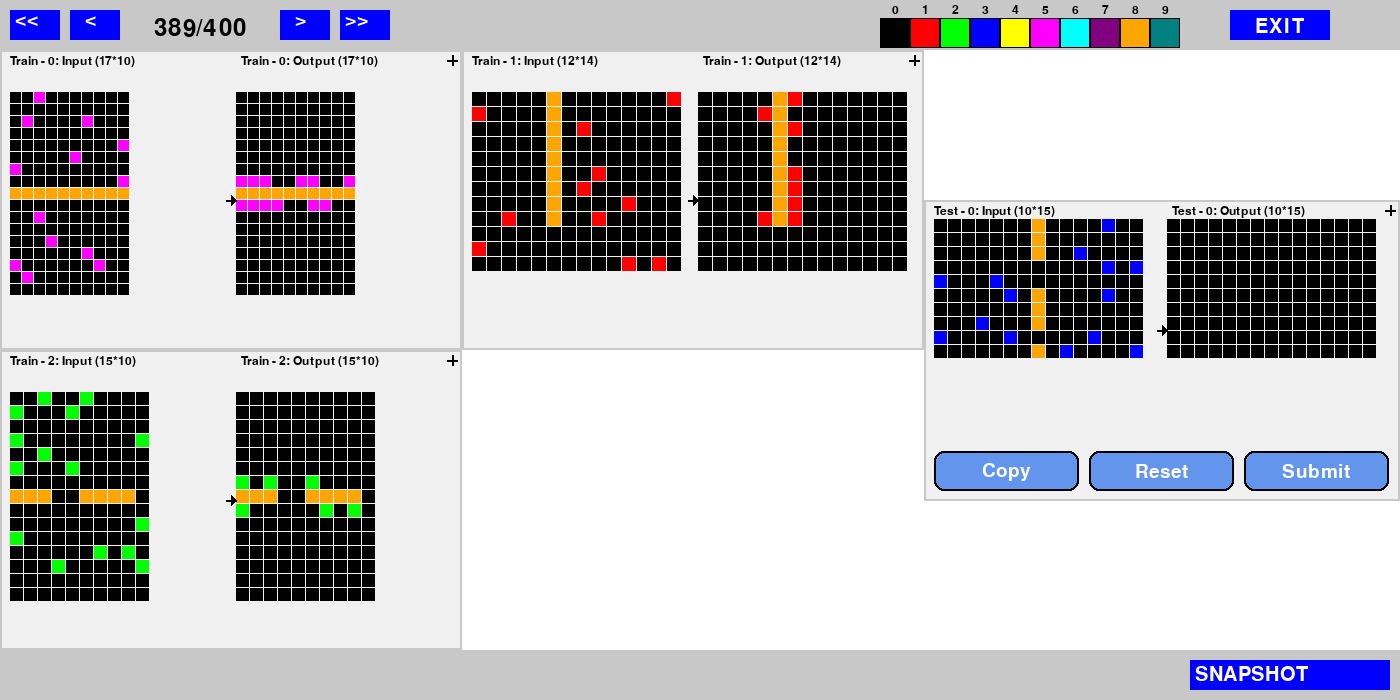 << < 389/400 > >> 0 1 2 3 4 5 6 7 8 9 EXIT
Train - 0: Input (17*10) Train - 0: Output (17*10) + Train - 1: Input (12*14) Train - 1: Output (12*14) +
Test - 0: Input (10*15) Test - 0: Output (10*15) +
Train - 2: Input (15*10) Train - 2: Output (15*10) +
Copy Reset Submit
SNAPSHOT